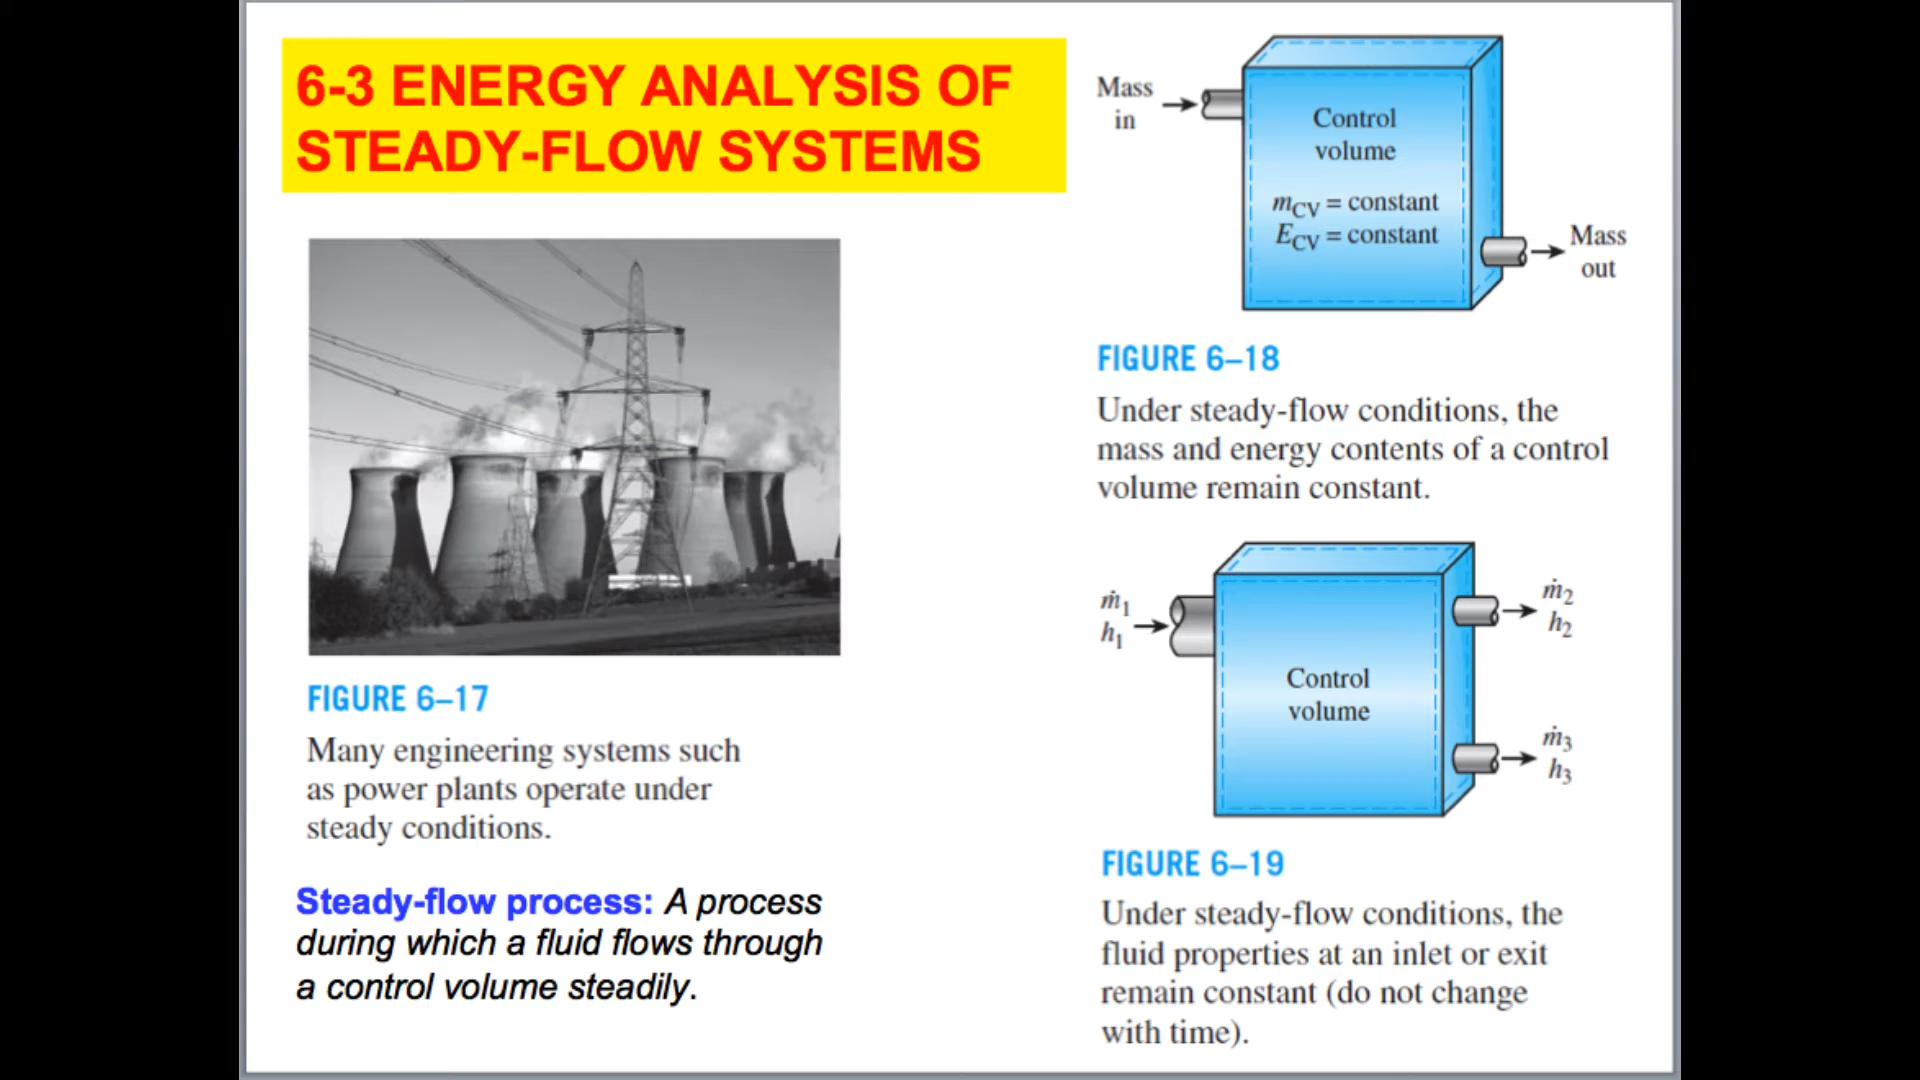 6-3 ENERGY ANALYSIS OF
STEADY-FLOW SYSTEMS
FIGURE 6–17
Many engineering systems such
as power plants operate under
steady conditions.
Steady-flow process: A process
during which a fluid flows through
a control volume steadily.
Mass
in
Control
volume
mCV = constant
ECV = constant
Mass
out
FIGURE 6–18
Under steady-flow conditions, the
mass and energy contents of a control
volume remain constant.
ṁ1
h1
Control
volume
ṁ2
h2
ṁ3
h3
FIGURE 6–19
Under steady-flow conditions, the
fluid properties at an inlet or exit
remain constant (do not change
with time).